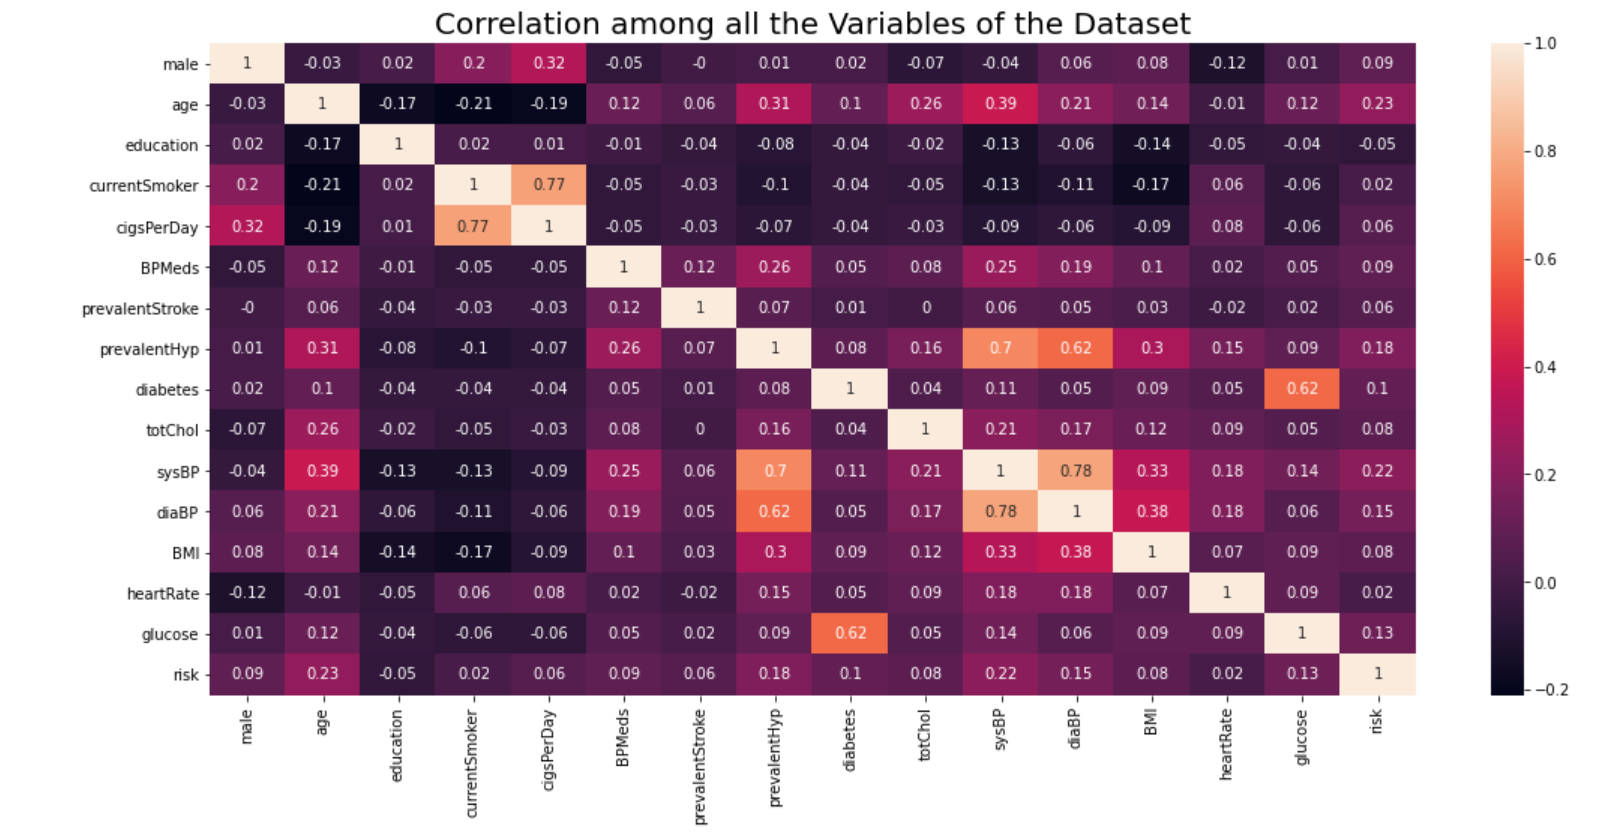 Correlation among all the Variables of the Dataset
male 1 -0.03 0.02 0.2 0.32 -0.05 -0 0.01 0.02 -0.07 -0.04 0.06 0.08 -0.12 0.01 0.09
age -0.03 1 -0.17 -0.21 -0.19 0.12 0.06 0.31 0.1 0.26 0.39 0.21 0.14 -0.01 0.12 0.23
education 0.02 -0.17 1 0.02 0.01 -0.01 -0.04 -0.08 -0.04 -0.02 -0.13 -0.06 -0.14 -0.05 -0.04 -0.05
currentSmoker 0.2 -0.21 0.02 1 0.77 -0.05 -0.03 -0.1 -0.04 -0.05 -0.13 -0.11 -0.17 0.06 -0.06 0.02
cigsPerDay 0.32 -0.19 0.01 0.77 1 -0.05 -0.03 -0.07 -0.04 -0.03 -0.09 -0.06 -0.09 0.08 -0.06 0.06
BPMeds -0.05 0.12 -0.01 -0.05 -0.05 1 0.12 0.26 0.05 0.08 0.25 0.19 0.1 0.02 0.05 0.09
prevalentStroke -0 0.06 -0.04 -0.03 -0.03 0.12 1 0.07 0.01 0 0.06 0.05 0.03 -0.02 0.02 0.06
prevalentHyp 0.01 0.31 -0.08 -0.1 -0.07 0.26 0.07 1 0.08 0.16 0.7 0.62 0.3 0.15 0.09 0.18
diabetes 0.02 0.1 -0.04 -0.04 -0.04 0.05 0.01 0.08 1 0.04 0.11 0.05 0.09 0.05 0.62 0.1
totChol -0.07 0.26 -0.02 -0.05 -0.03 0.08 0 0.16 0.04 1 0.21 0.17 0.12 0.09 0.05 0.08
sysBP -0.04 0.39 -0.13 -0.13 -0.09 0.25 0.06 0.7 0.11 0.21 1 0.78 0.33 0.18 0.14 0.22
diaBP 0.06 0.21 -0.06 -0.11 -0.06 0.19 0.05 0.62 0.05 0.17 0.78 1 0.38 0.18 0.06 0.15
BMI 0.08 0.14 -0.14 -0.17 -0.09 0.1 0.03 0.3 0.09 0.12 0.33 0.38 1 0.07 0.09 0.08
heartRate -0.12 -0.01 -0.05 0.06 0.08 0.02 -0.02 0.15 0.05 0.09 0.18 0.18 0.07 1 0.09 0.02
glucose 0.01 0.12 -0.04 -0.06 -0.06 0.05 0.02 0.09 0.62 0.05 0.14 0.06 0.09 0.09 1 0.13
risk 0.09 0.23 -0.05 0.02 0.06 0.09 0.06 0.18 0.1 0.08 0.22 0.15 0.08 0.02 0.13 1
male age education currentSmoker cigsPerDay BPMeds prevalentStroke prevalentHyp diabetes totChol sysBP diaBP BMI heartRate glucose risk
1.0
0.8
0.6
0.4
0.2
0.0
-0.2